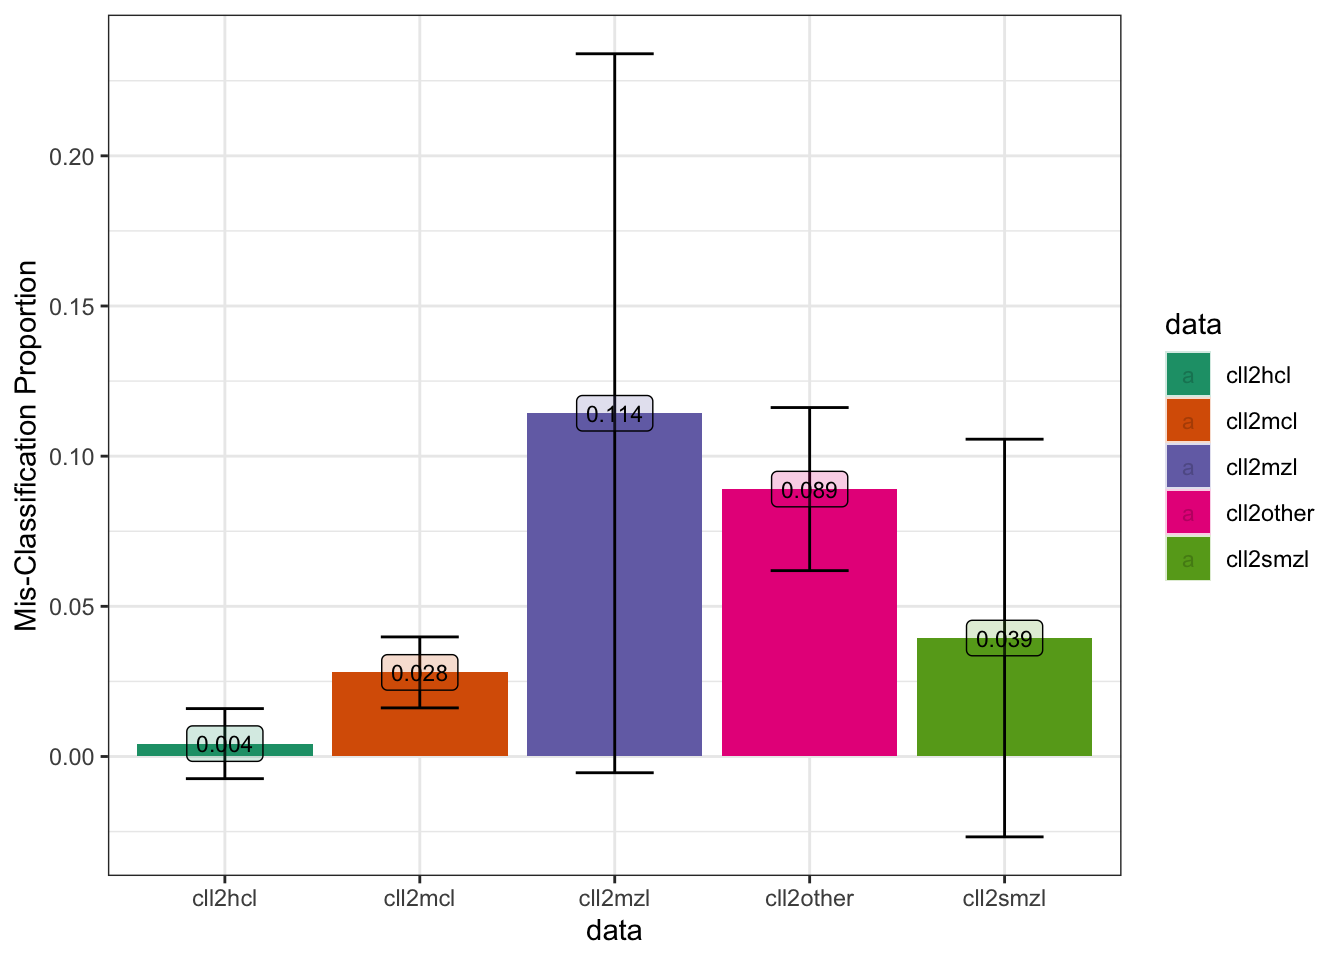 Mis-Classification Proportion
0.20
0.15
0.10
0.05
0.00
0.004
0.028
0.114
0.089
0.039
cll2hcl
cll2mcl
cll2mzl
cll2other
cll2smzl
data
data
a cll2hcl
a cll2mcl
a cll2mzl
a cll2other
a cll2smzl